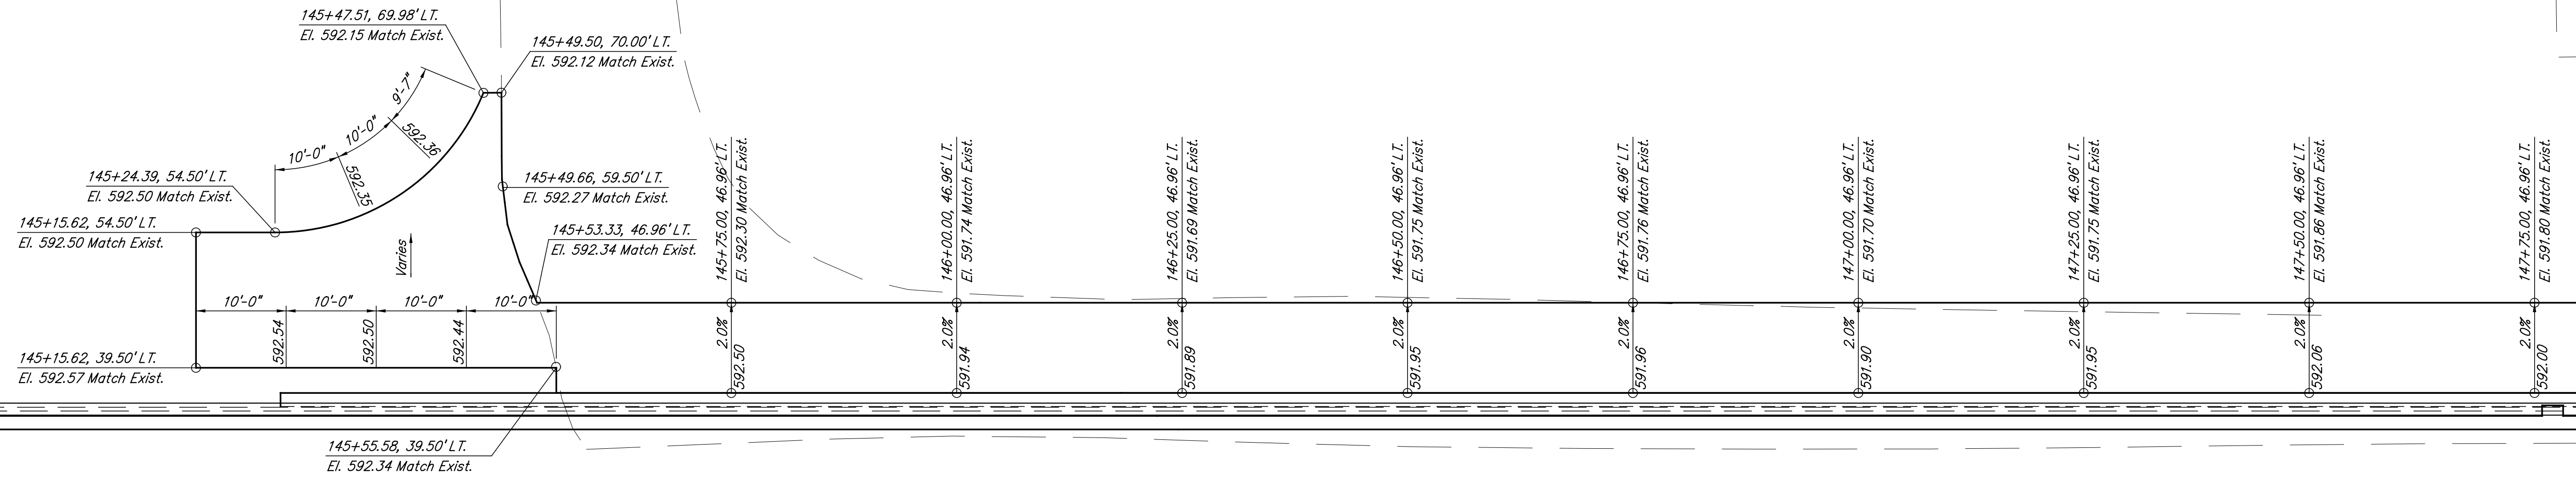 145+47.51, 69.98' LT.
El. 592.15 Match Exist.
145+49.50, 70.00' LT.
El. 592.12 Match Exist.
9'-7"
10'-0"
10'-0"
592.36
592.35
145+24.39, 54.50' LT.
El. 592.50 Match Exist.
145+15.62, 54.50' LT.
El. 592.50 Match Exist.
145+49.66, 59.50' LT.
El. 592.27 Match Exist.
145+53.33, 46.96' LT.
El. 592.34 Match Exist.
Varies
10'-0"
10'-0"
10'-0"
10'-0"
592.54
592.50
592.44
145+15.62, 39.50' LT.
El. 592.57 Match Exist.
145+55.58, 39.50' LT.
El. 592.34 Match Exist.
145+75.00, 46.96' LT.
El. 592.30 Match Exist.
2.0%
592.50
146+00.00, 46.96' LT.
El. 591.74 Match Exist.
2.0%
591.94
146+25.00, 46.96' LT.
El. 591.69 Match Exist.
2.0%
591.89
146+50.00, 46.96' LT.
El. 591.75 Match Exist.
2.0%
591.95
146+75.00, 46.96' LT.
El. 591.76 Match Exist.
2.0%
591.96
147+00.00, 46.96' LT.
El. 591.70 Match Exist.
2.0%
591.90
147+25.00, 46.96' LT.
El. 591.75 Match Exist.
2.0%
591.95
147+50.00, 46.96' LT.
El. 591.86 Match Exist.
2.0%
592.06
147+75.00, 46.96' LT.
El. 591.80 Match Exist.
2.0%
592.00